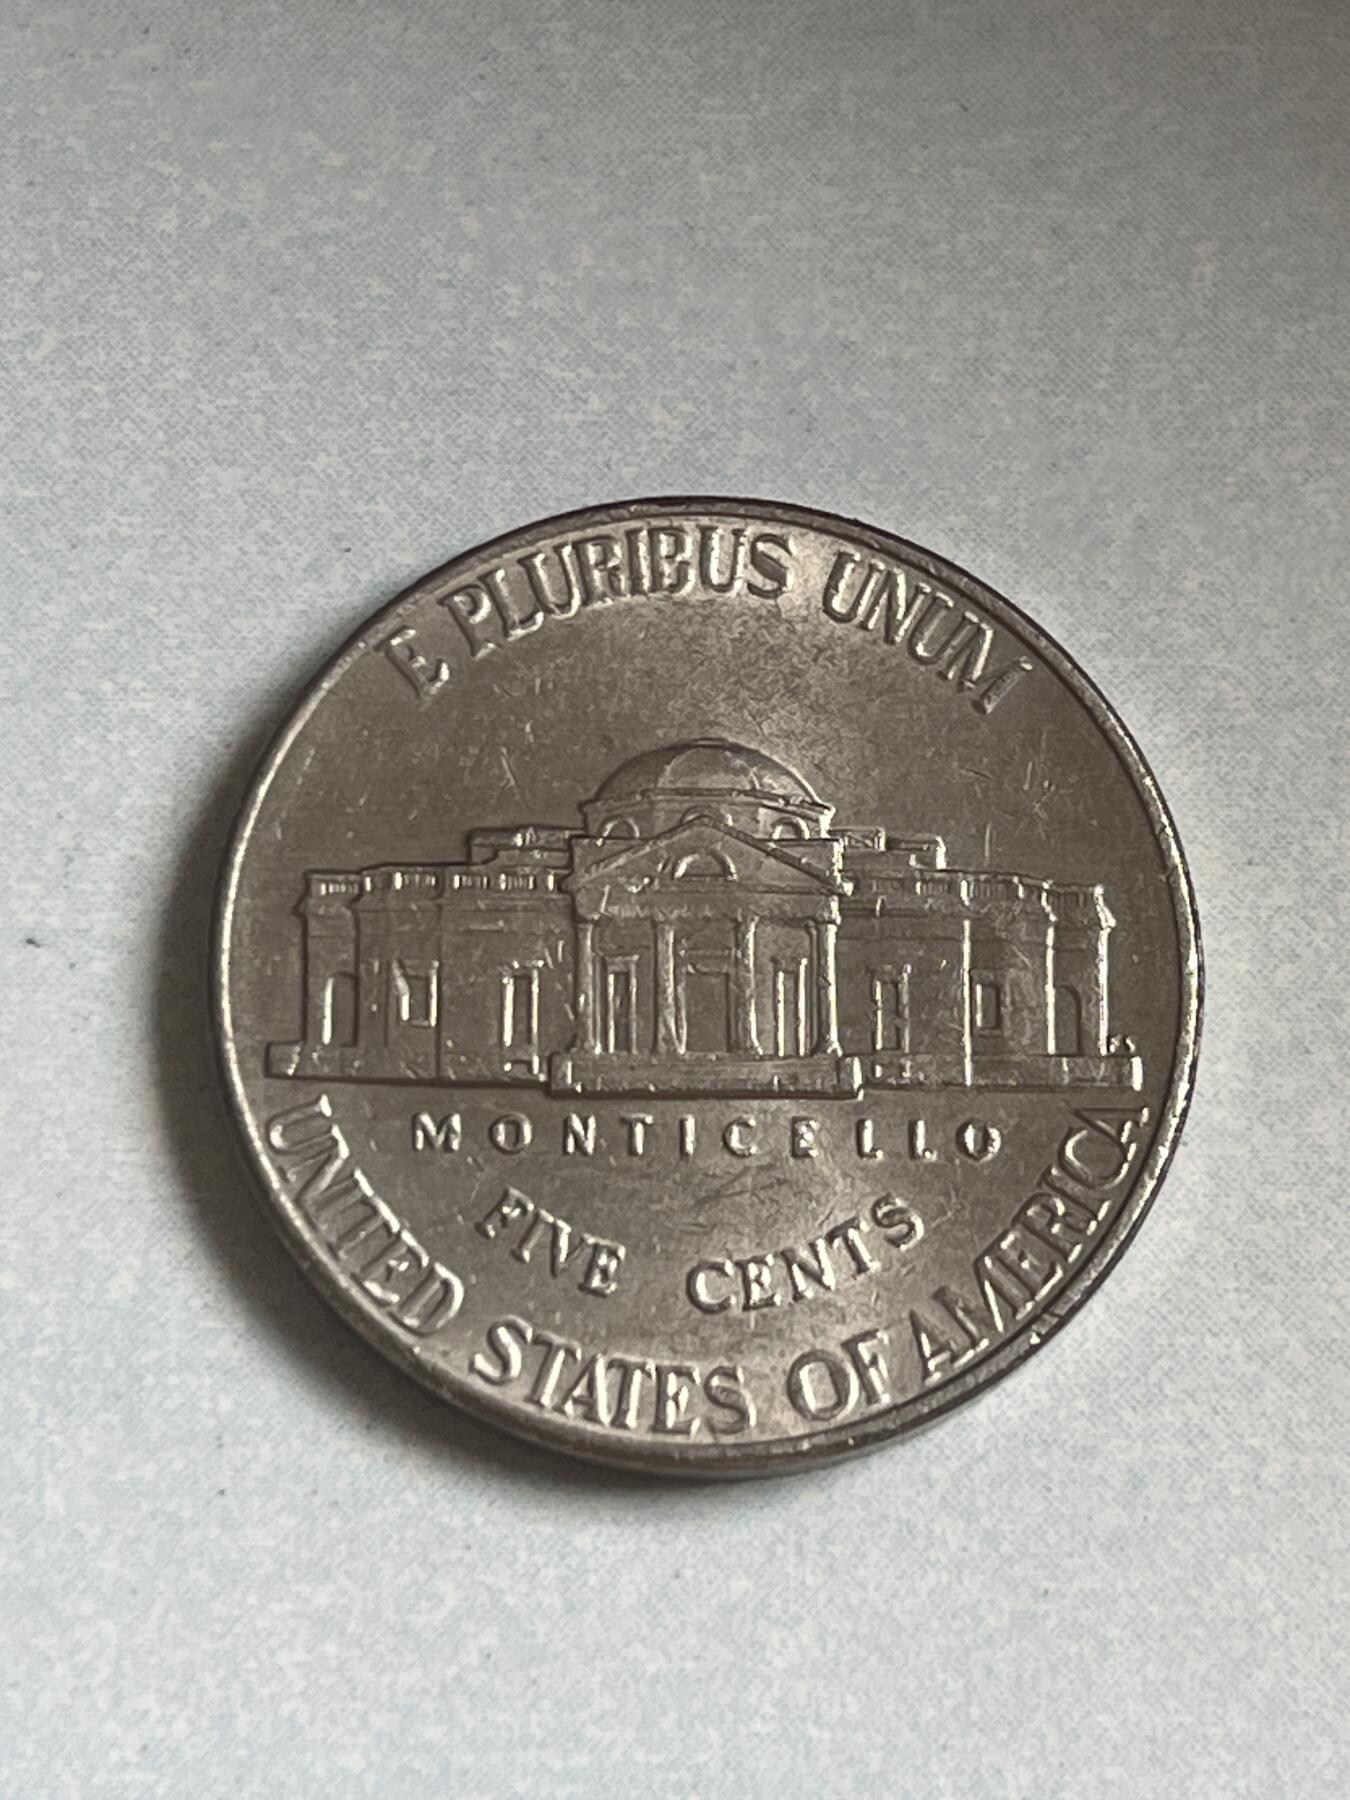 E PLURIBUS UNUM
MONTICELLO
FIVE CENTS
UNITED STATES OF AMERICA